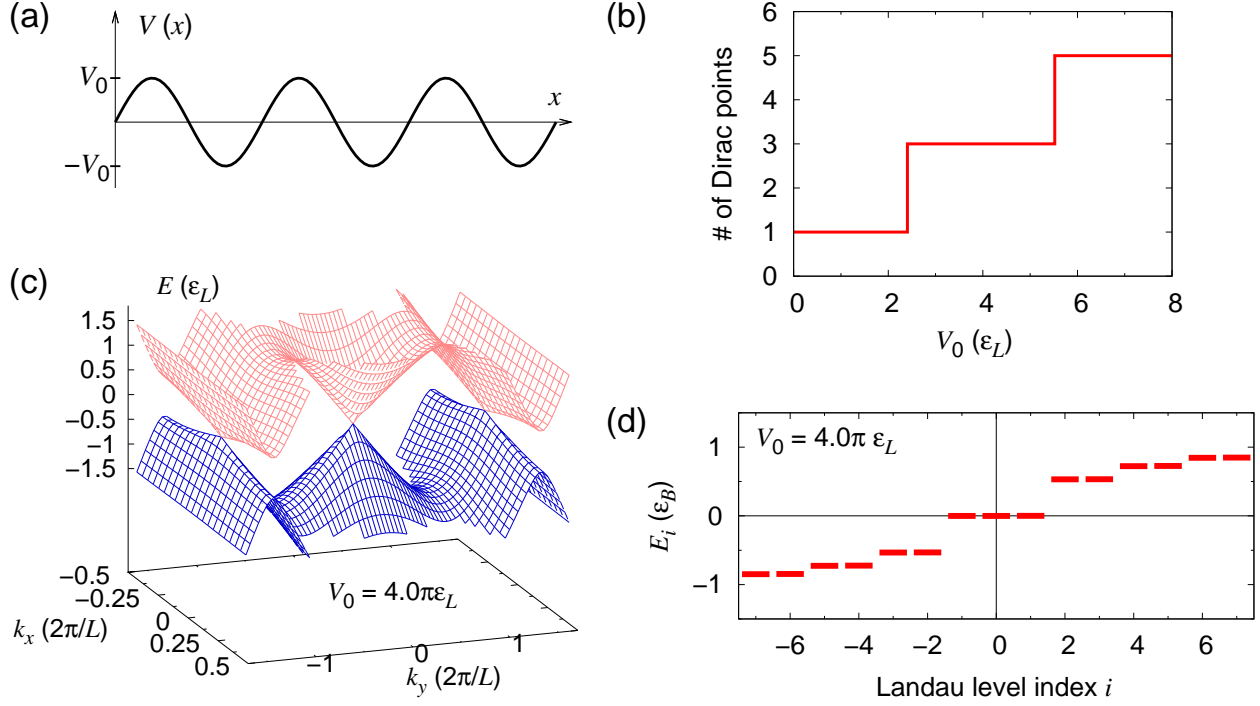 (a)
V (x)
V0
x
−V0
(b)
6
5
4
3
2
1
0
# of Dirac points
0 2 4 6 8
V0 (εL)
(c)
E (εL)
1.5
1
0.5
0
−0.5
−1
−1.5
−0.5
−0.25
0
0.25
0.5
kx (2π/L)
V0 = 4.0πεL
−1 0 1
ky (2π/L)
(d)
V0 = 4.0π εL
1
0
−1
Ei (εB)
−6 −4 −2 0 2 4 6
Landau level index i